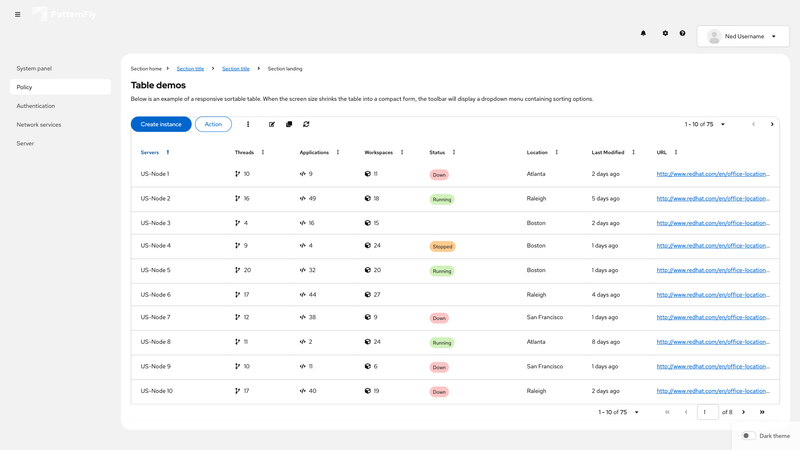 PatternFly
Ned Username
System panel
Policy
Authentication
Network services
Server
Section home Section title Section title Section landing
Table demos
Below is an example of a responsive sortable table. When the screen size shrinks the table into a compact form, the toolbar will display a dropdown menu containing sorting options.
Create instance Action 1 - 10 of 75
Servers Threads Applications Workspaces Status Location Last Modified URL
US-Node 1 10 9 11 Down Atlanta 2 days ago http://www.redhat.com/en/office-location...
US-Node 2 16 49 18 Running Raleigh 5 days ago http://www.redhat.com/en/office-location...
US-Node 3 4 16 15 Boston 2 days ago http://www.redhat.com/en/office-location...
US-Node 4 9 4 24 Stopped Boston 1 days ago http://www.redhat.com/en/office-location...
US-Node 5 20 32 20 Running Boston 1 days ago http://www.redhat.com/en/office-location...
US-Node 6 17 44 27 Raleigh 4 days ago http://www.redhat.com/en/office-location...
US-Node 7 12 38 9 Down San Francisco 1 days ago http://www.redhat.com/en/office-location...
US-Node 8 11 2 24 Running Atlanta 8 days ago http://www.redhat.com/en/office-location...
US-Node 9 10 11 6 Down San Francisco 1 days ago http://www.redhat.com/en/office-location...
US-Node 10 17 40 19 Down Raleigh 2 days ago http://www.redhat.com/en/office-location...
1 - 10 of 75 1 of 8
Dark theme